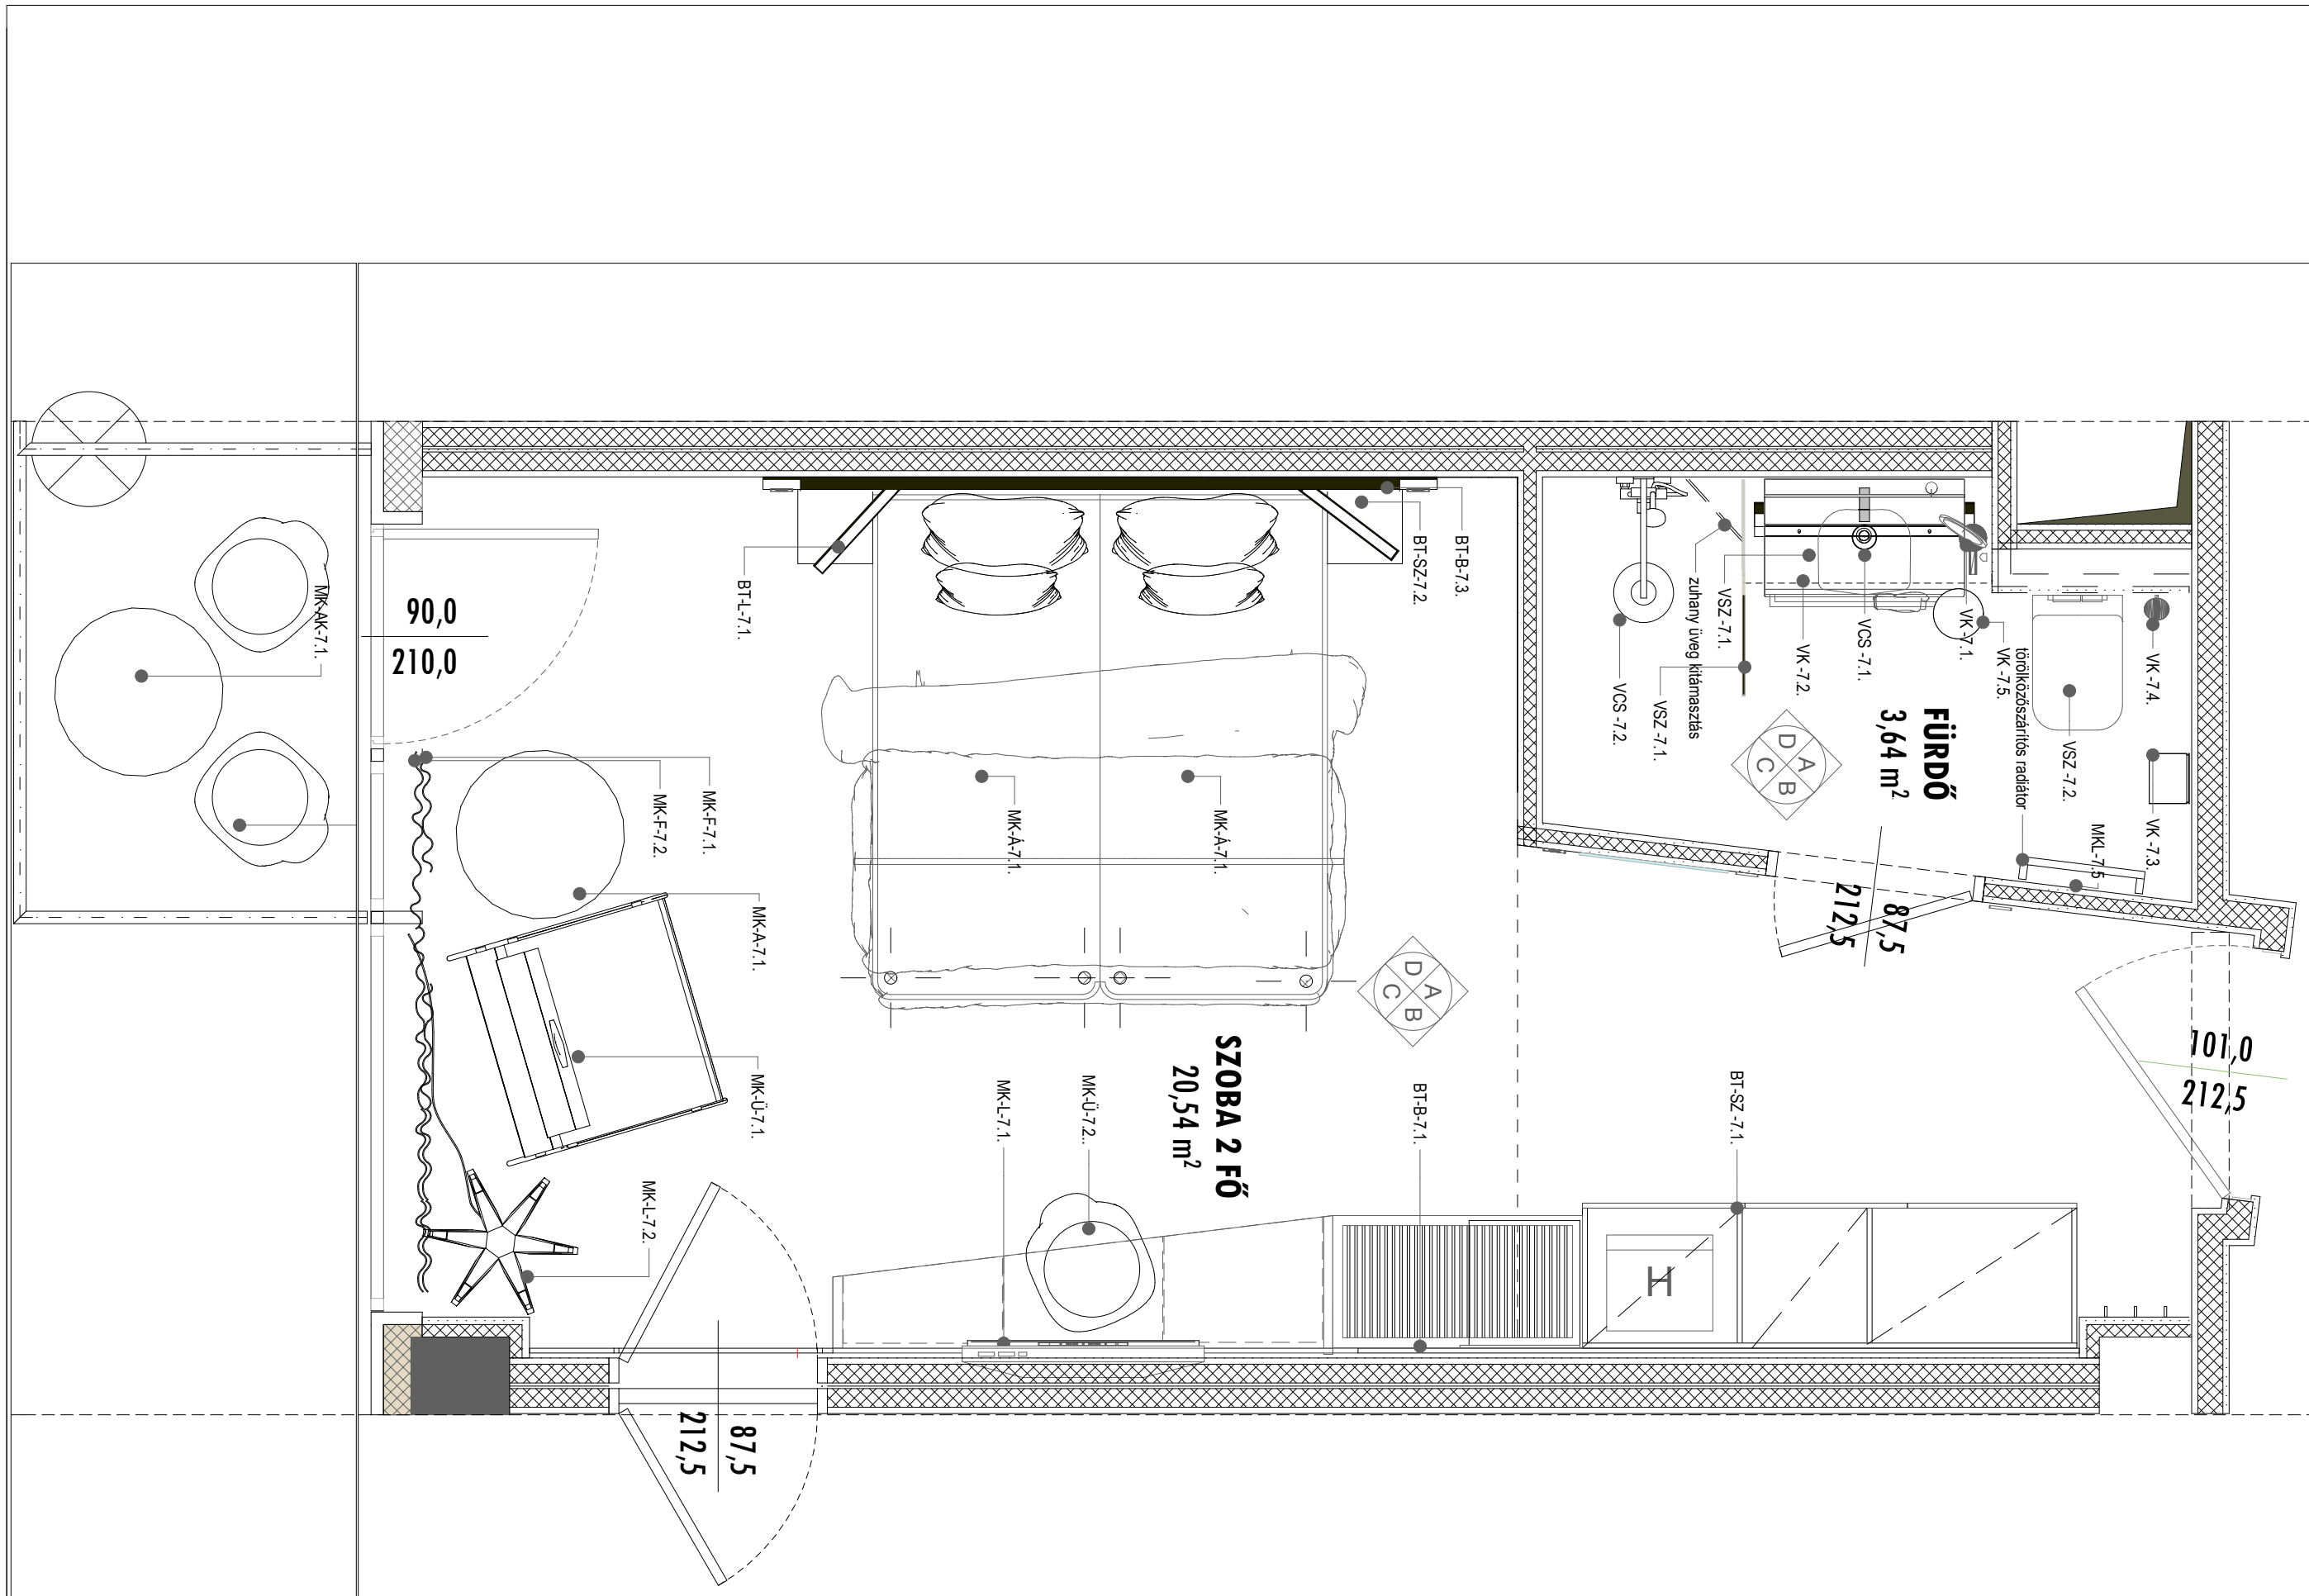 BT-B-7.3.
BT-SZ-7.2.
BT-L-7.1.
MK-AK-7.1.
90,0
210,0
MK-F-7.1.
MK-F-7.2.
MK-A-7.1.
MK-Ü-7.1.
MK-L-7.2.
MK-Á-7.1.
MK-Á-7.1.
zuhany üveg kitámasztás
VSZ -7.1.
VSZ -7.1.
VCS -7.2.
VK -7.2.
VCS -7.1.
VK -7.1.
törölközőszárítós radiátor
VK -7.5.
FÜRDŐ
3,64 m²
VK -7.4.
VSZ -7.2.
VK -7.3.
MKL-7.5
A
B
C
D
87,5
212,5
A
B
C
D
101,0
212,5
SZOBA 2 FŐ
20,54 m²
MK-L-7.1.
MK-Ü-7.2..
BT-B-7.1.
BT-SZ -7.1.
H
87,5
212,5